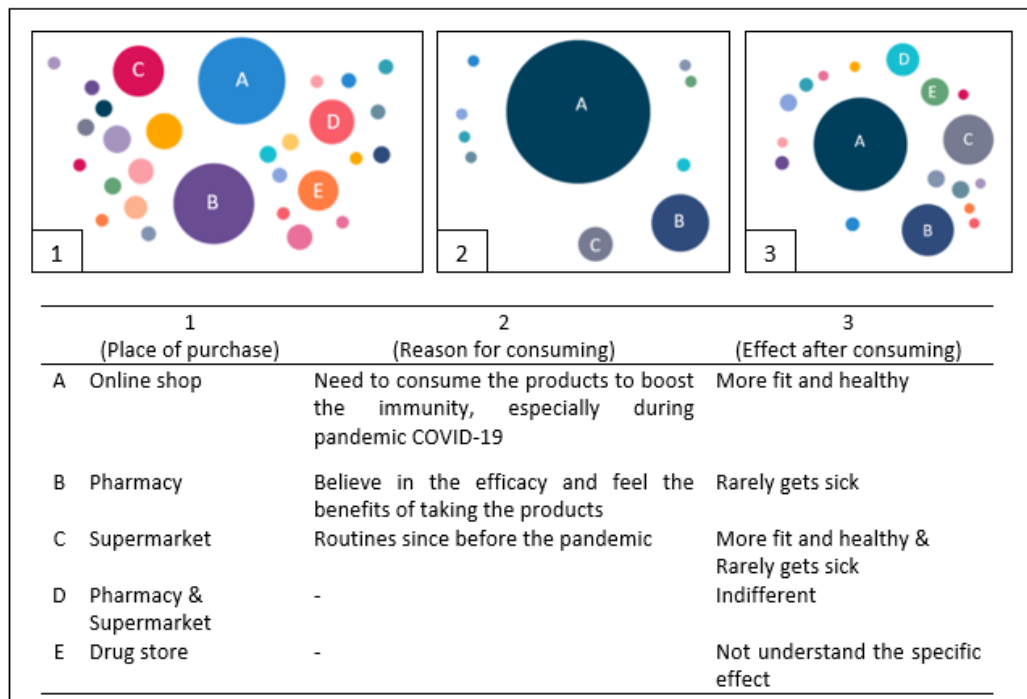 C
A
D
B
E
1
A
B
C
2
D
E
A
C
B
3
1 2 3
(Place of purchase) (Reason for consuming) (Effect after consuming)
A Online shop Need to consume the products to boost More fit and healthy
the immunity, especially during
pandemic COVID-19
B Pharmacy Believe in the efficacy and feel the Rarely gets sick
benefits of taking the products
C Supermarket Routines since before the pandemic More fit and healthy &
Rarely gets sick
D Pharmacy & - Indifferent
Supermarket
E Drug store - Not understand the specific
effect